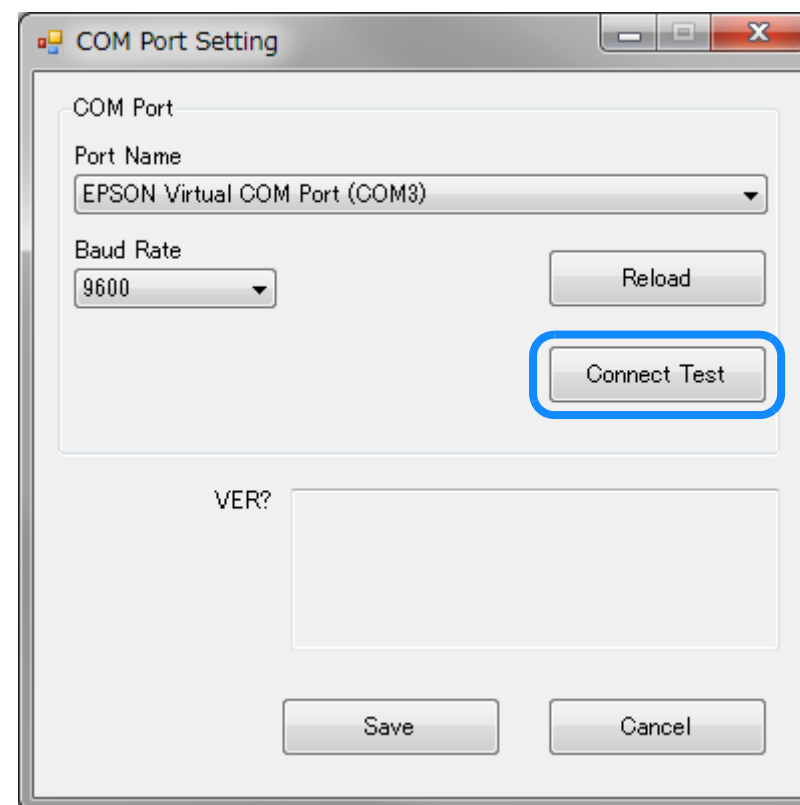 COM Port Setting
COM Port
Port Name
EPSON Virtual COM Port (COM3)
Baud Rate
9600
Reload
Connect Test
VER?
Save
Cancel